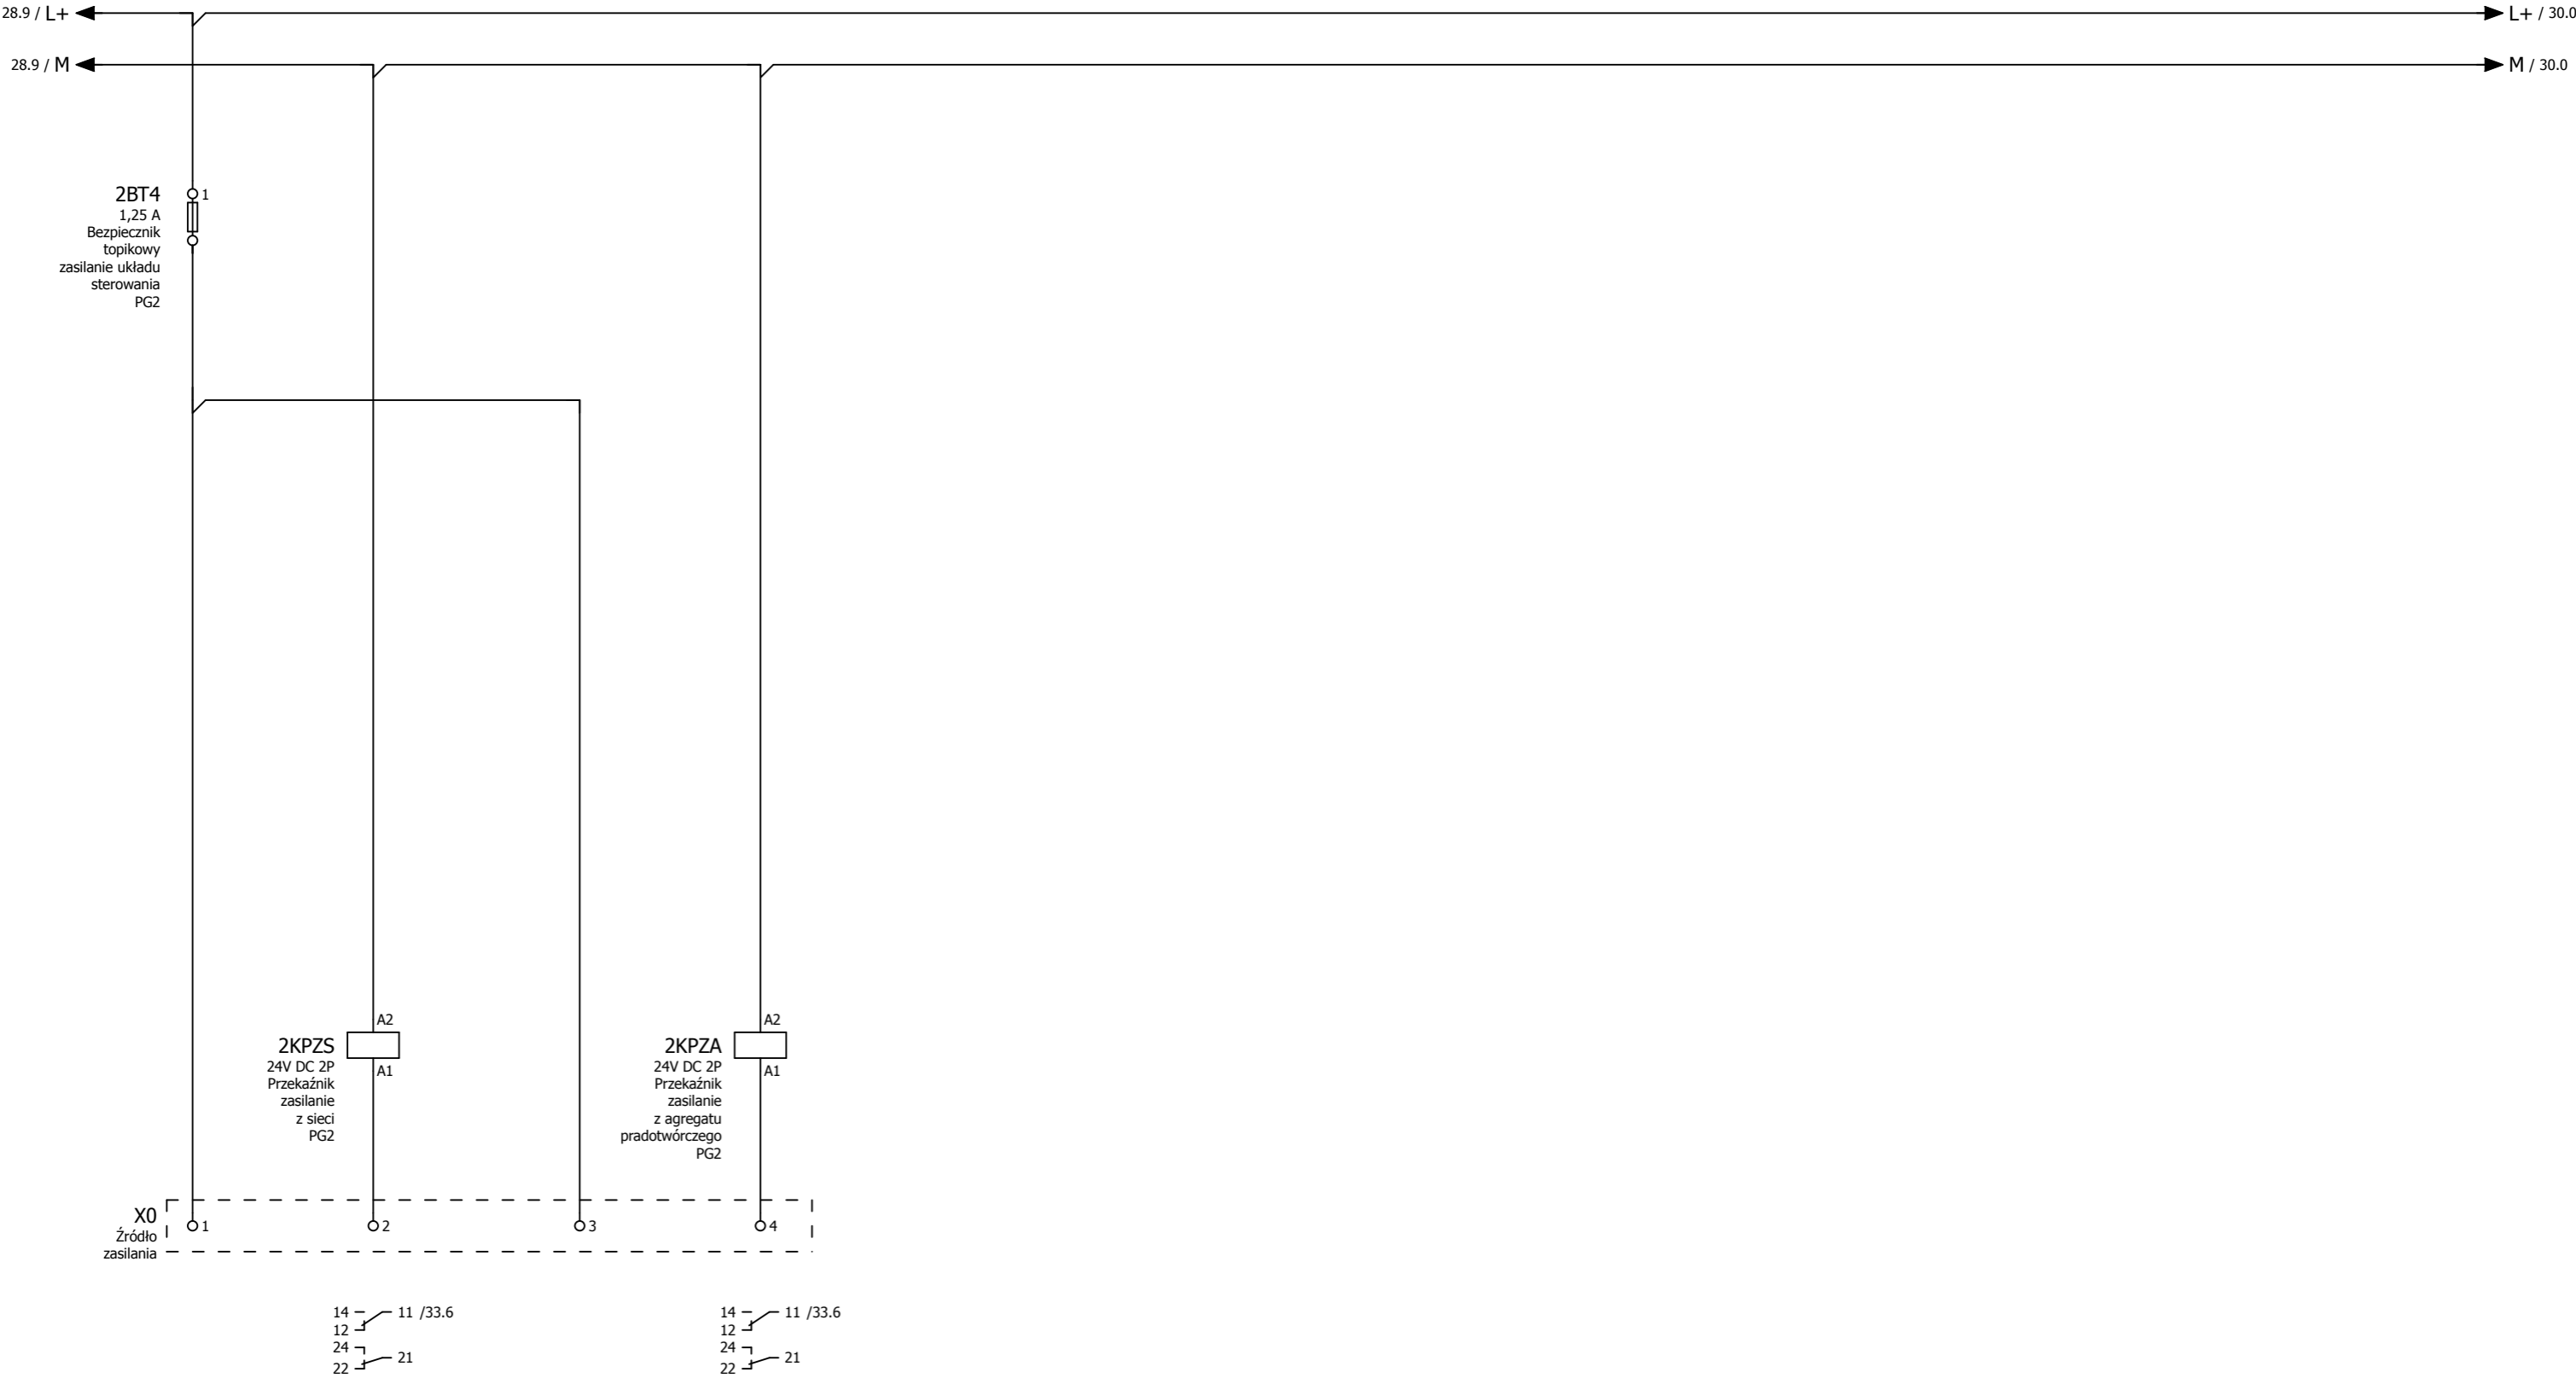 28.9 / L+
L+ / 30.0
28.9 / M
M / 30.0
2BT4
1
1,25 A
Bezpiecznik
topikowy
zasilanie układu
sterowania
PG2
A2
2KPZS
24V DC 2P
A1
Przekaźnik
zasilanie
z sieci
PG2
A2
2KPZA
24V DC 2P
A1
Przekaźnik
zasilanie
z agregatu
pradotwórczego
PG2
X0
Źródło
zasilania
1
2
3
4
14
11 /33.6
12
24
21
22
14
11 /33.6
12
24
21
22